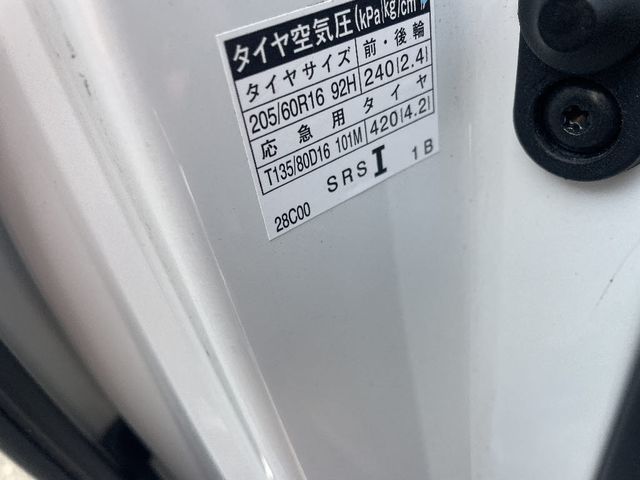 タイヤ空気圧(kPa{kg/cm²
タイヤサイズ 前・後輪
205/60R16 92H 240{2.4}
応急用タイヤ
T135/80D16 101M 420{4.2}
SRS I 1B
28C00